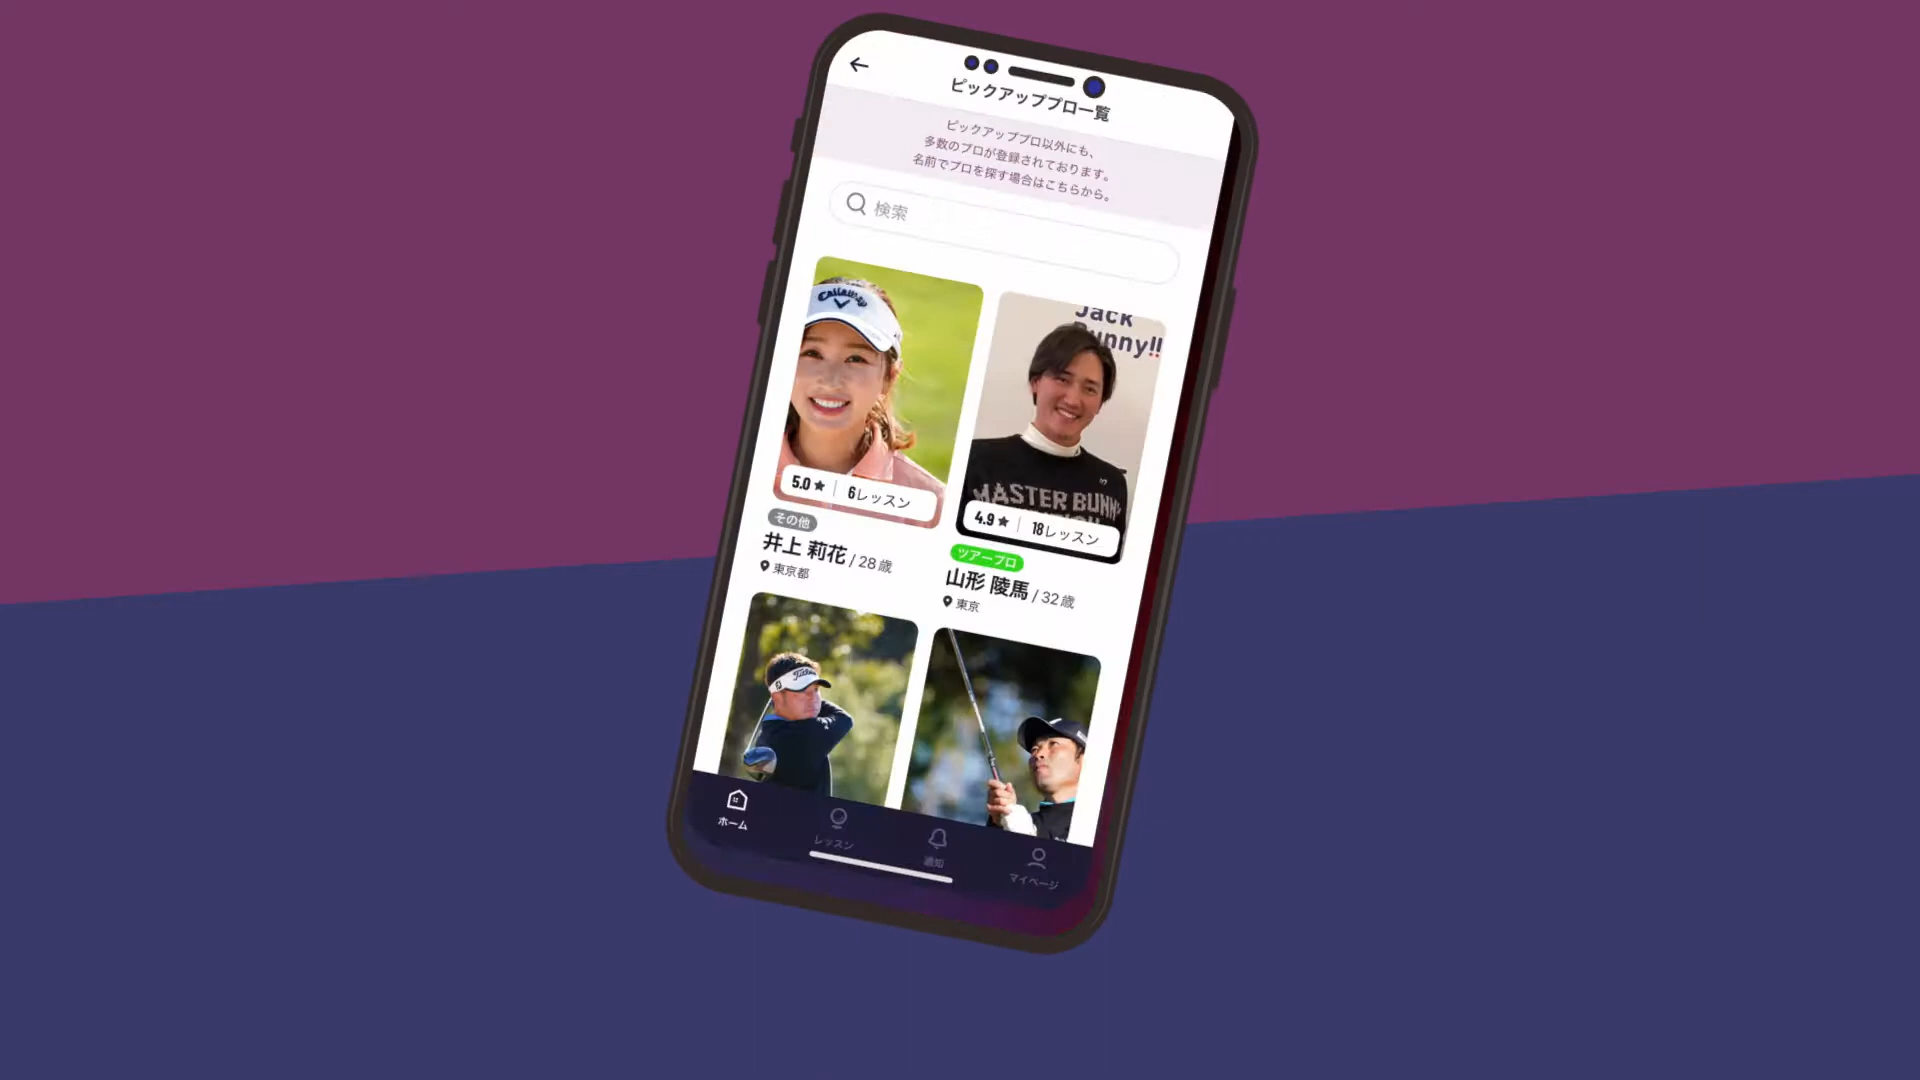 ピックアッププロ一覧
ピックアッププロ以外にも、
多数のプロが登録されております。
名前でプロを探す場合はこちらから。
検索
Callaway
Jack
Bunny!!
MASTER BUNNY
5.0★ | 6レッスン
4.9★ | 18レッスン
その他
井上 莉花 / 28歳
東京都
ツアープロ
山形 陵馬 / 32歳
東京
Titleist
ホーム
レッスン
通知
マイページ